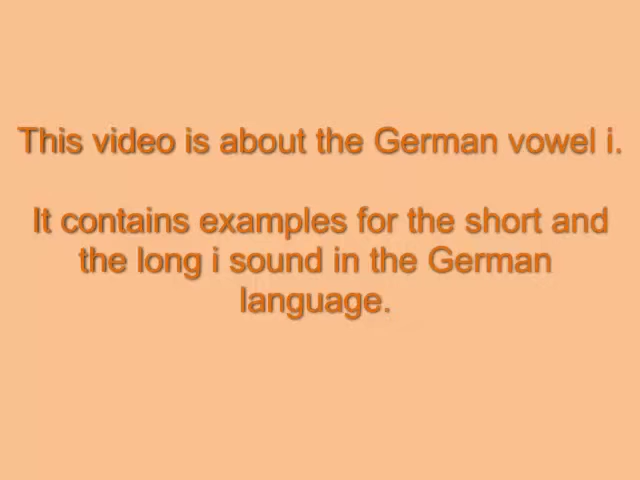 This video is about the German vowel i.
It contains examples for the short and
the long i sound in the German
language.